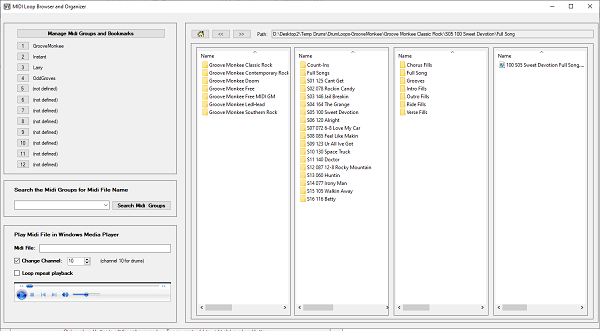 MIDI Loop Browser and Organizer
Manage Midi Groups and Bookmarks
1 GrooveMonkee
2 Instant
3 Larry
4 OddGroves
5 (not defined)
6 (not defined)
7 (not defined)
8 (not defined)
9 (not defined)
10 (not defined)
11 (not defined)
12 (not defined)
Search the Midi Groups for Midi File Name
Search Midi Groups
Play Midi File in Windows Media Player
Midi File:
Change Channel: 10 (channel 10 for drums)
Loop repeat playback
<< >> Path: D:\Desktop2\Temp Drums\DrumLoops\GrooveMonkee\Groove Monkee Classic Rock\S05 100 Sweet Devotion\Full Song
Name
Groove Monkee Classic Rock
Groove Monkee Contemporary Rock
Groove Monkee Doom
Groove Monkee Free
Groove Monkee Free MIDI GM
Groove Monkee LedHead
Groove Monkee Southern Rock
Name
Count-Ins
Full Songs
S01 125 Cant Get
S02 078 Rockin Candy
S03 146 Jail Breakin
S04 164 The Grange
S05 100 Sweet Devotion
S06 120 Alright
S07 072 6-8 Love My Car
S08 085 Feel Like Makin
S09 123 Ur All Ive Got
S10 130 Space Truck
S11 140 Doctor
S12 087 12-8 Rocky Mountain
S13 060 Huntin
S14 077 Irony Man
S15 105 Walkin Away
S16 116 Betty
Name
Chorus Fills
Full Song
Grooves
Intro Fills
Outro Fills
Ride Fills
Verse Fills
Name
100 S05 Sweet Devotion Full Song....